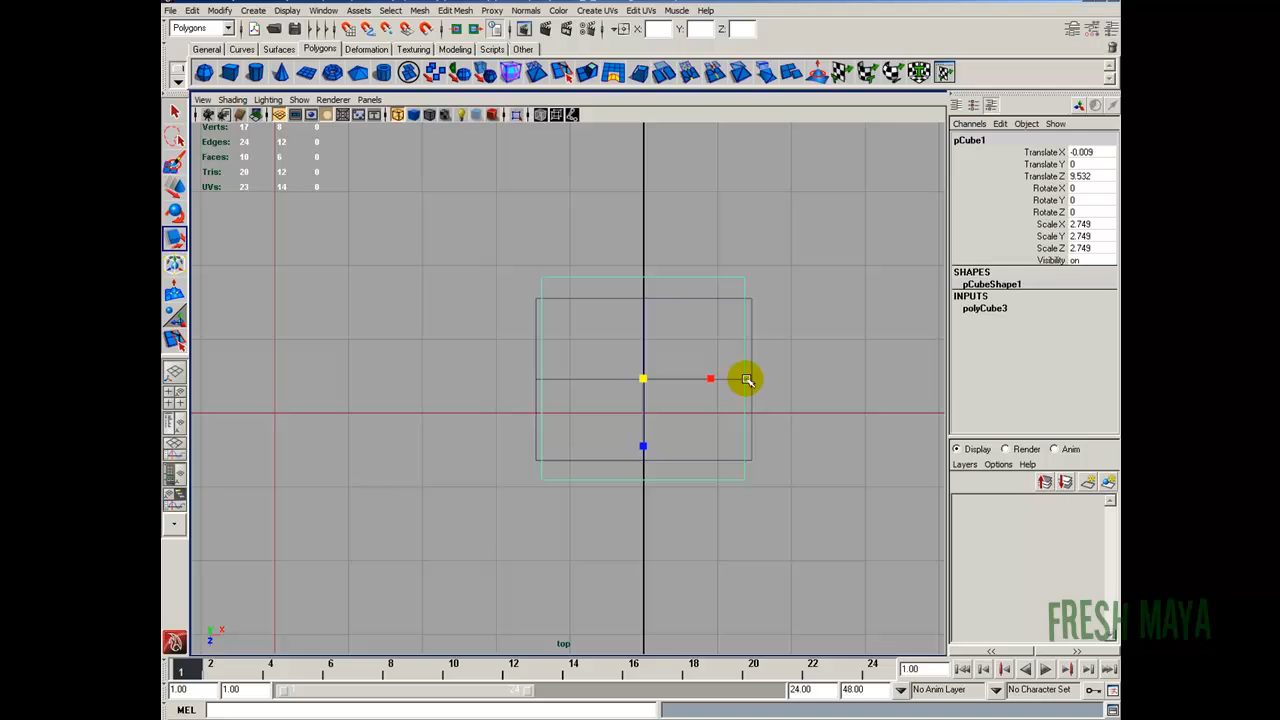 File Edit Modify Create Display Window Assets Select Mesh Edit Mesh Proxy Normals Color Create UVs Edit UVs Muscle Help
Polygons X: Y: Z:
General Curves Surfaces Polygons Deformation Texturing Modeling Scripts Other
View Shading Lighting Show Renderer Panels
Verts: 17 8 0
Edges: 24 12 0
Faces: 10 6 0
Tris: 20 12 0
UVs: 23 14 0
Channels Edit Object Show
pCube1
Translate X -0.009
Translate Y 0
Translate Z 9.532
Rotate X 0
Rotate Y 0
Rotate Z 0
Scale X 2.749
Scale Y 2.749
Scale Z 2.749
Visibility on
SHAPES
pCubeShape1
INPUTS
polyCube3
Display Render Anim
Layers Options Help
FRESH MAYA
x
z
top
1 2 4 6 8 10 12 14 16 18 20 22 24 1.00
1.00 1.00 24 24.00 48.00 No Anim Layer No Character Set
MEL